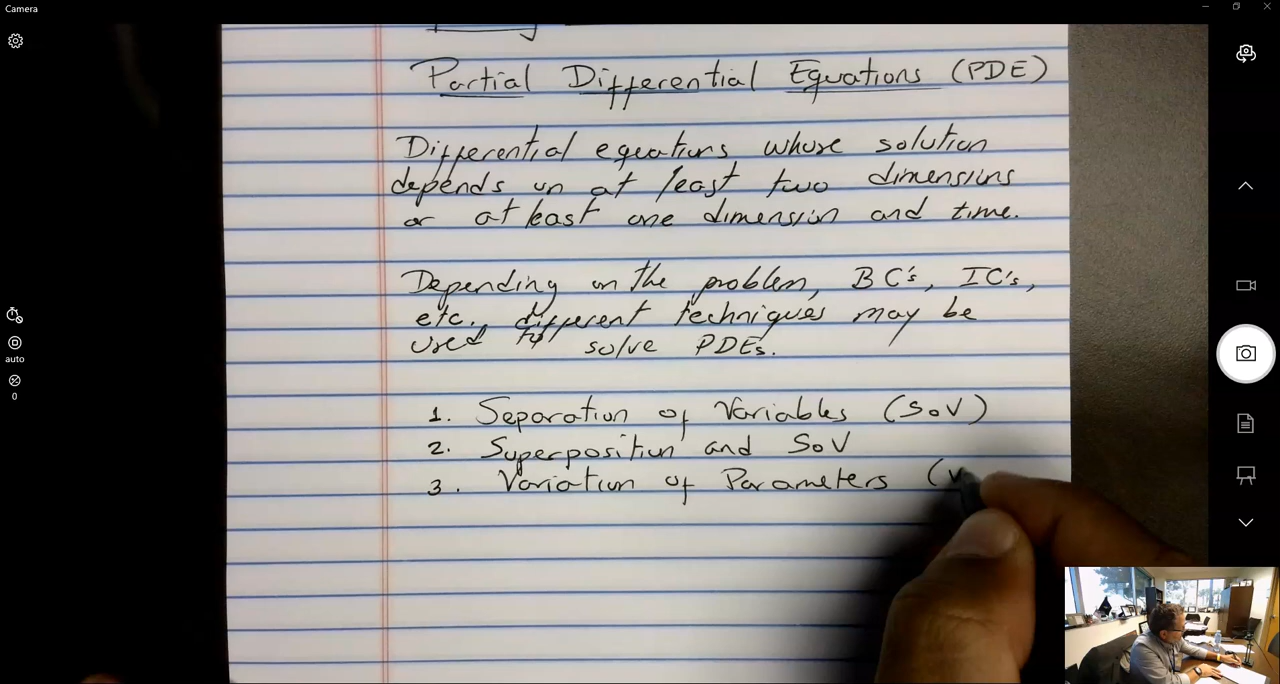 Camera
Partial Differential Equations (PDE)
Differential equations whose solution
depends on at least two dimensions
or at least one dimension and time.
Depending on the problem, BC's, IC's,
etc., different techniques may be
used to solve PDEs.
1. Separation of Variables (SoV)
2. Superposition and SoV
3. Variation of Parameters (V
auto
0